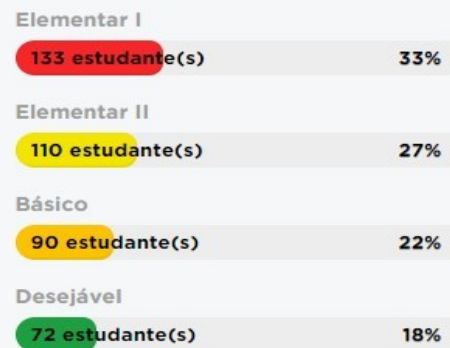 Elementar I
133 estudante(s) 33%
Elementar II
110 estudante(s) 27%
Básico
90 estudante(s) 22%
Desejável
72 estudante(s) 18%